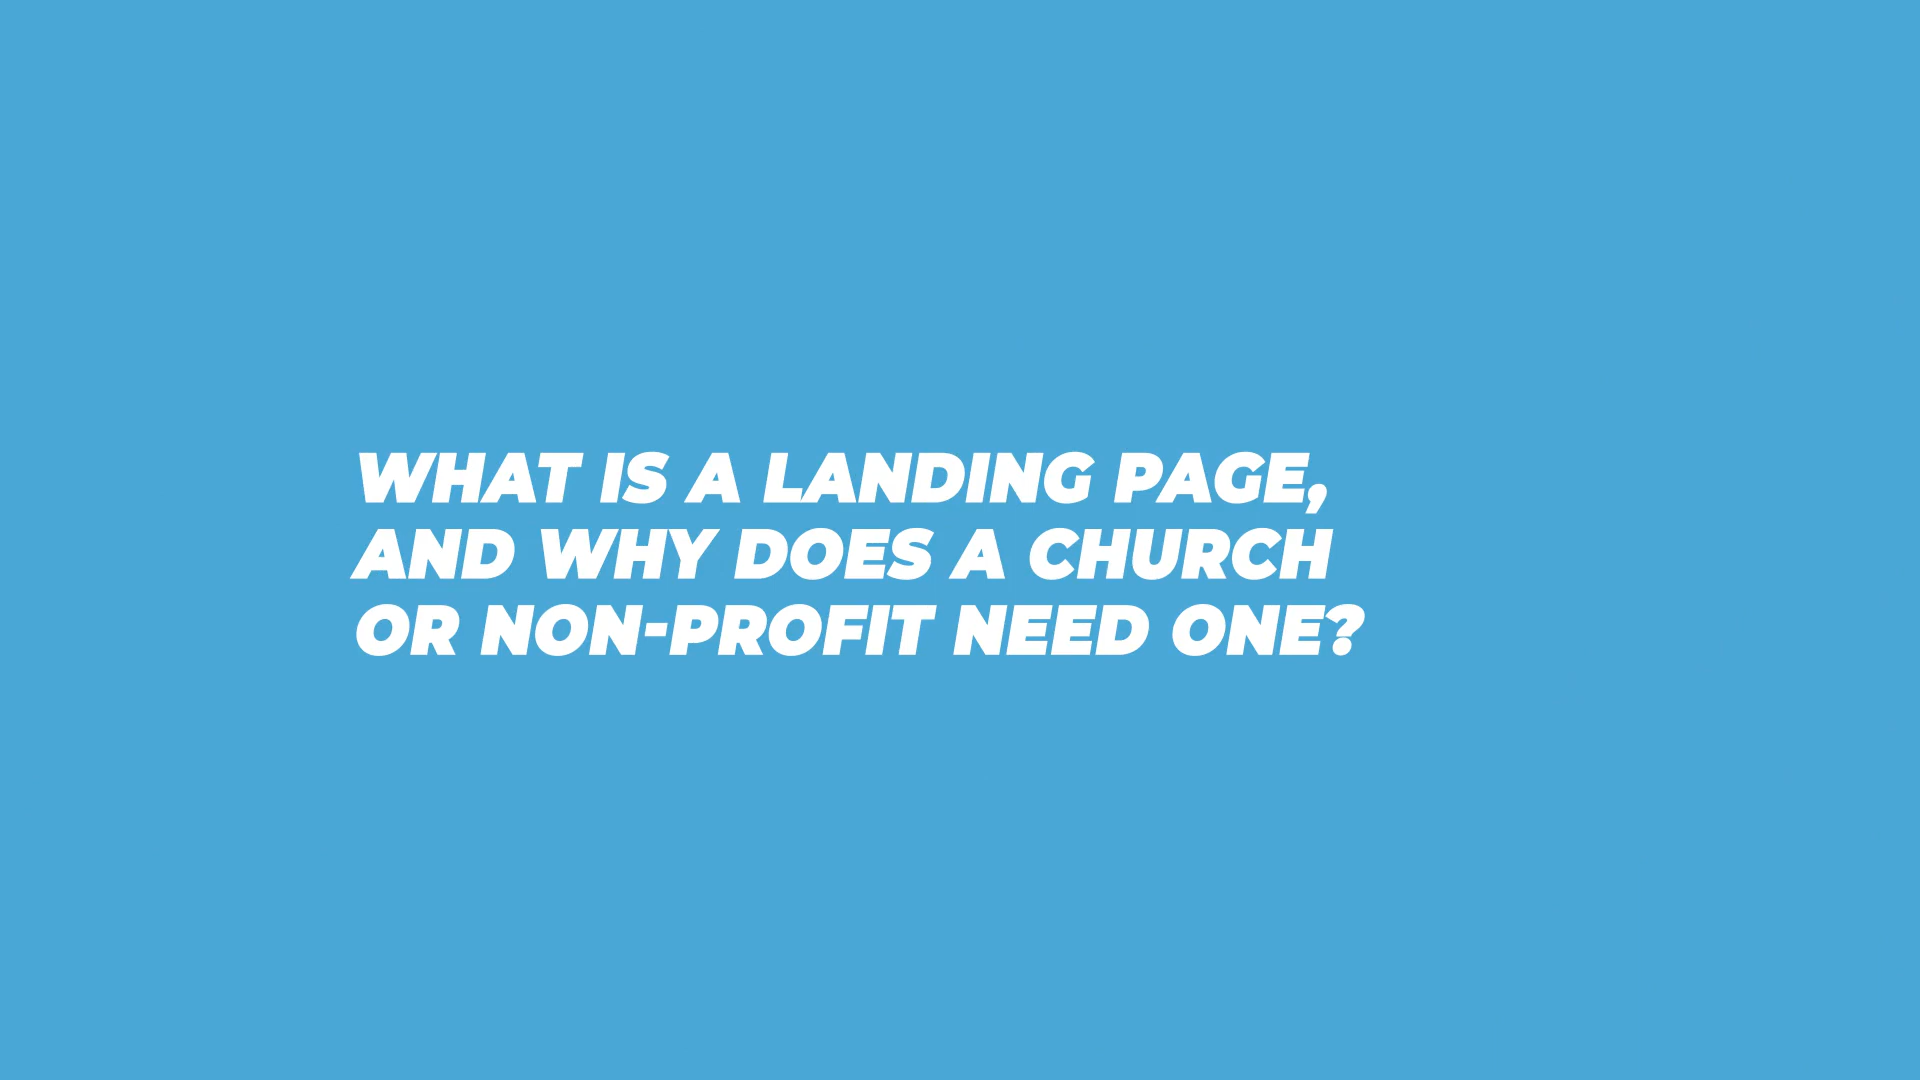 WHAT IS A LANDING PAGE,
AND WHY DOES A CHURCH
OR NON-PROFIT NEED ONE?